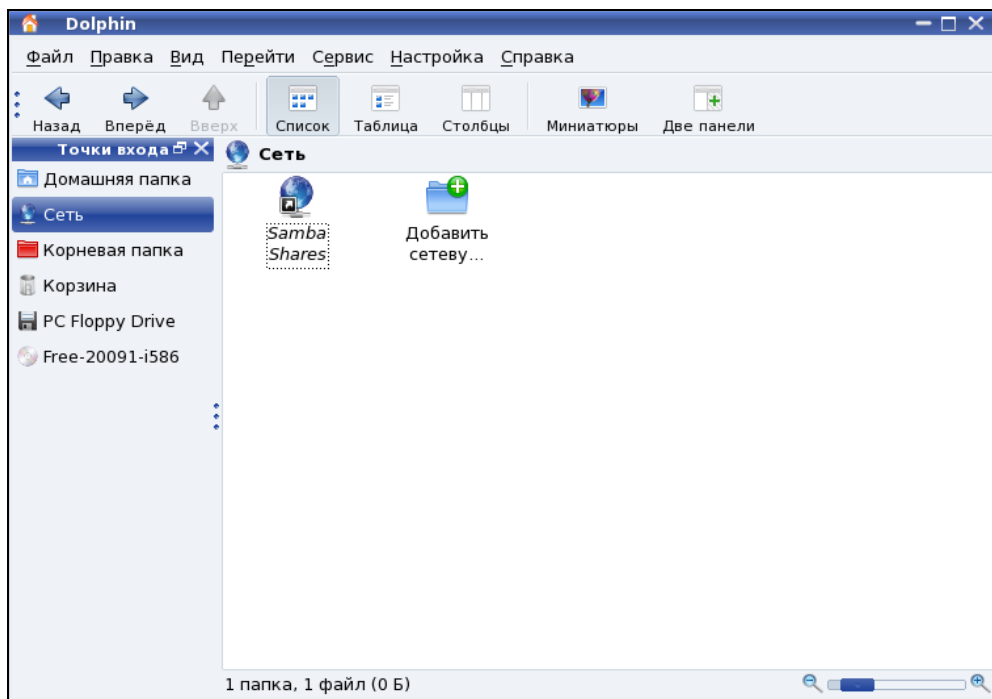 Dolphin
Файл Правка Вид Перейти Сервис Настройка Справка
Назад Вперёд Вверх Список Таблица Столбцы Миниатюры Две панели
Точки входа
Сеть
Домашняя папка
Сеть
Корневая папка
Корзина
PC Floppy Drive
Free-20091-i586
Samba
Shares
Добавить
сетеву...
1 папка, 1 файл (0 Б)